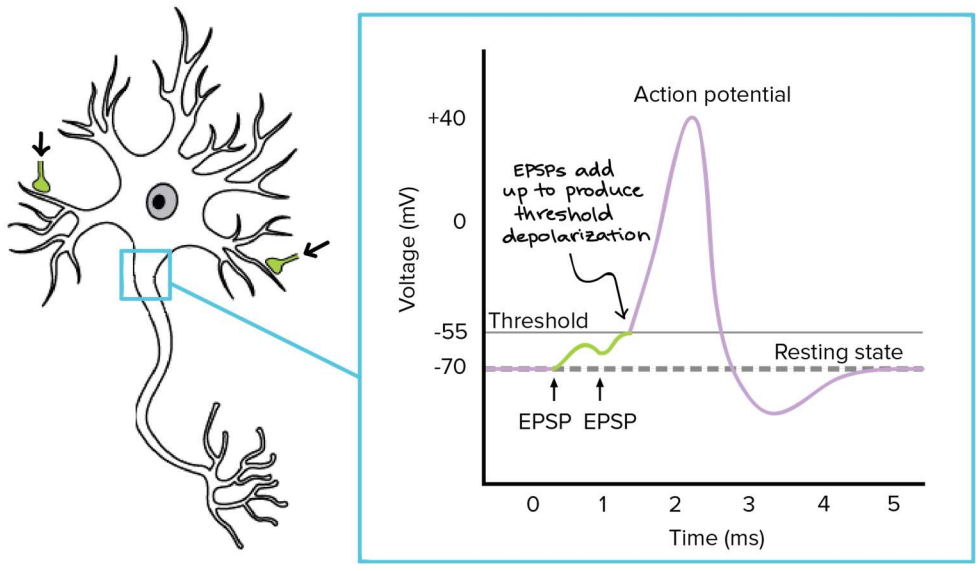 Action potential
+40
EPSPs add
up to produce
threshold
depolarization
0
Voltage (mV)
Threshold
-55
Resting state
-70
EPSP EPSP
0 1 2 3 4 5
Time (ms)